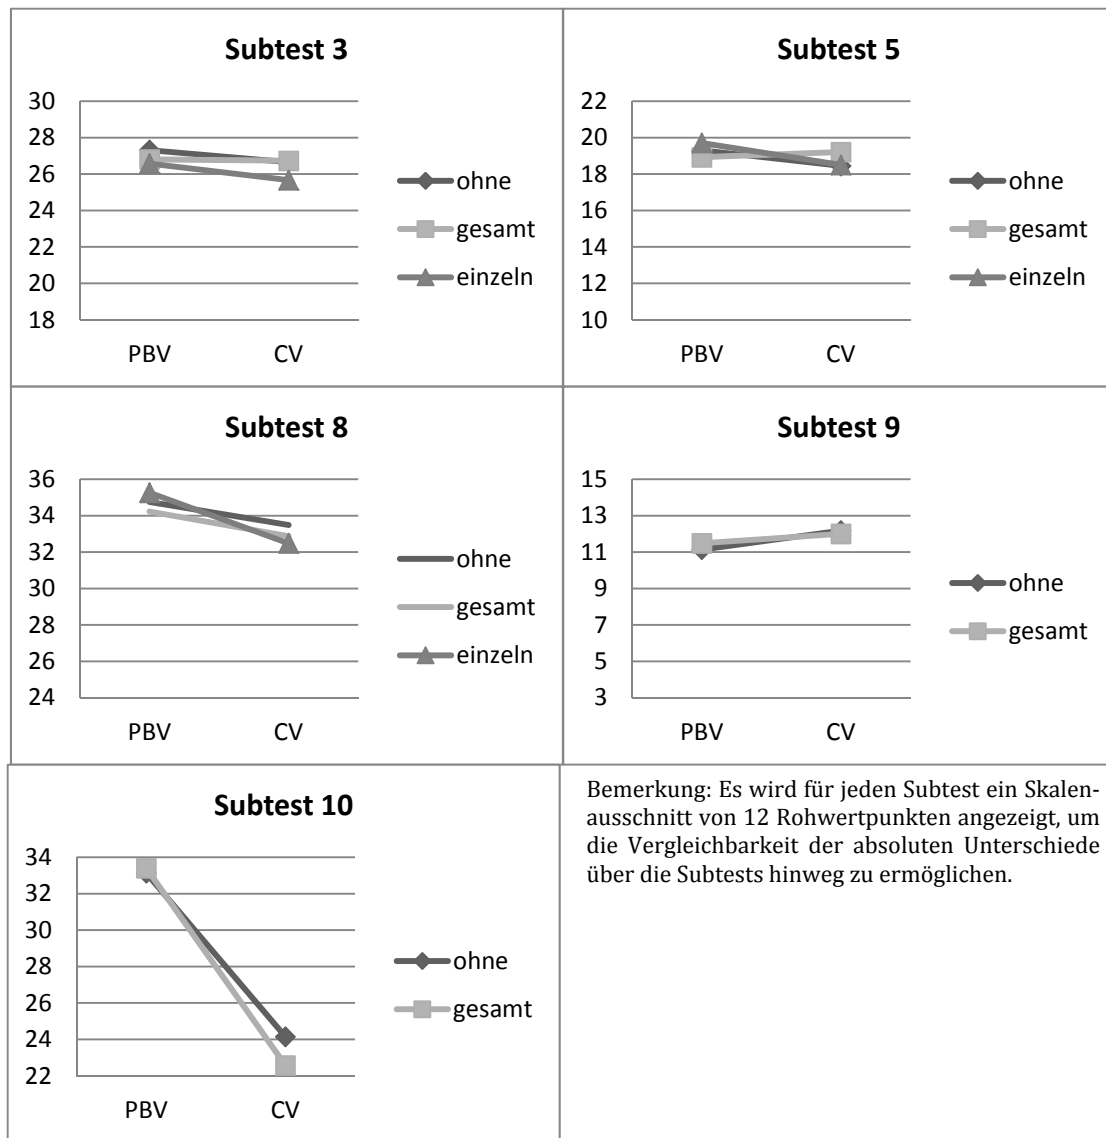 Subtest 3
30
28
26
24
22
20
18
PBV CV
ohne
gesamt
einzeln
Subtest 5
22
20
18
16
14
12
10
PBV CV
ohne
gesamt
einzeln
Subtest 8
36
34
32
30
28
26
24
PBV CV
ohne
gesamt
einzeln
Subtest 9
15
13
11
9
7
5
3
PBV CV
ohne
gesamt
Subtest 10
34
32
30
28
26
24
22
PBV CV
ohne
gesamt
Bemerkung: Es wird für jeden Subtest ein Skalen-
ausschnitt von 12 Rohwertpunkten angezeigt, um
die Vergleichbarkeit der absoluten Unterschiede
über die Subtests hinweg zu ermöglichen.